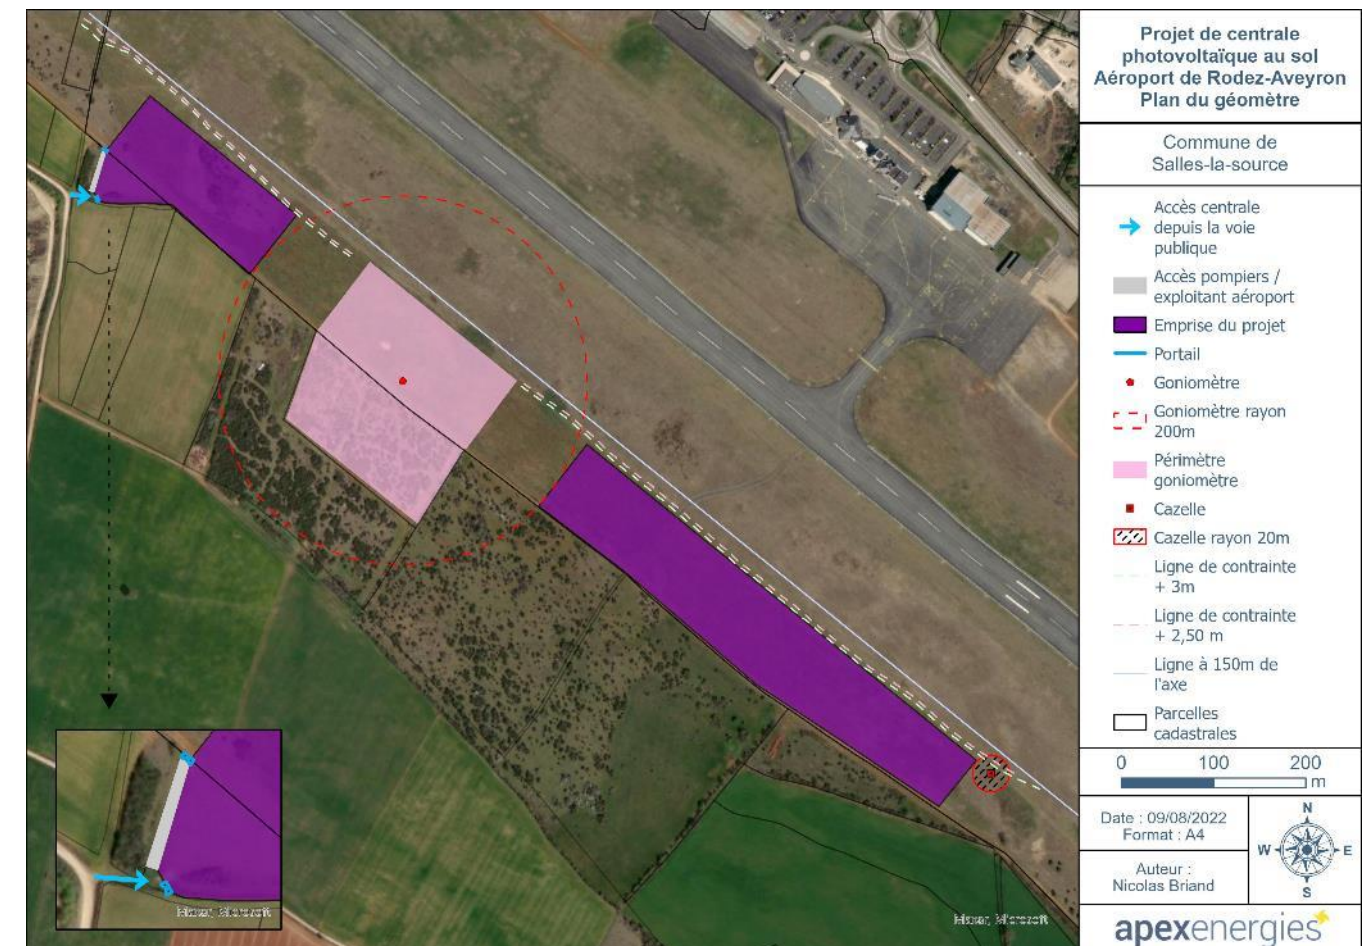 Projet de centrale
photovoltaïque au sol
Aéroport de Rodez-Aveyron
Plan du géomètre
Commune de
Salles-la-source
Accès centrale
depuis la voie
publique
Accès pompiers /
exploitant aéroport
Emprise du projet
Portail
Goniomètre
Goniomètre rayon
200m
Périmètre
goniomètre
Cazelle
Cazelle rayon 20m
Ligne de contrainte
+ 3m
Ligne de contrainte
+ 2,50 m
Ligne à 150m de
l'axe
Parcelles
cadastrales
0 100 200
m
Date : 09/08/2022
Format : A4
Auteur :
Nicolas Briand
N
W E
S
apexenergies
Maxar, Microsoft
Maxar, Microsoft